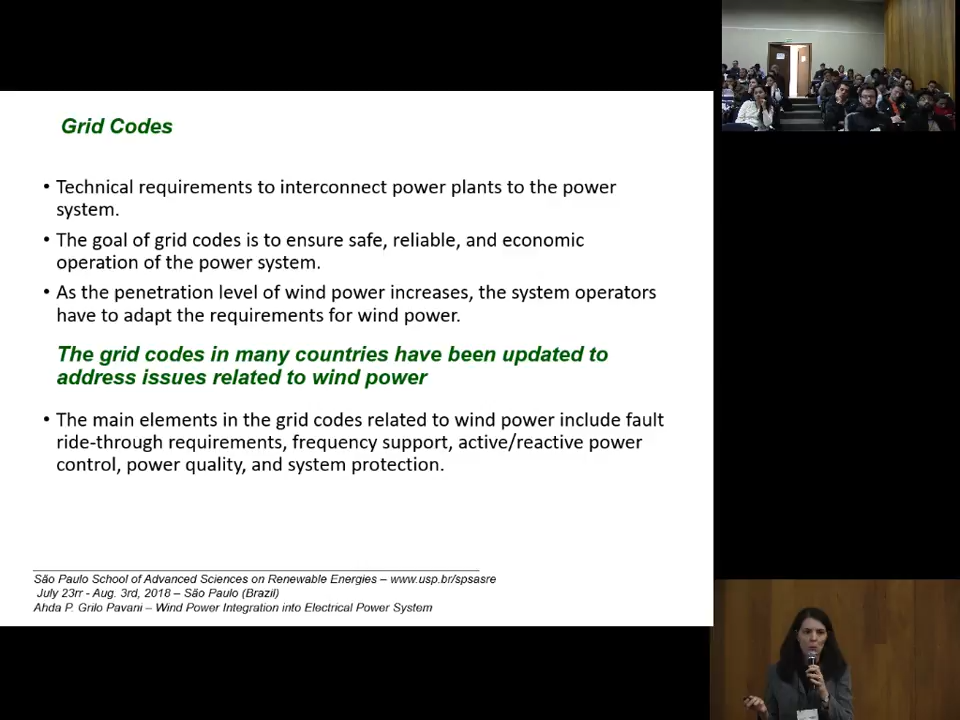 Grid Codes
• Technical requirements to interconnect power plants to the power
system.
• The goal of grid codes is to ensure safe, reliable, and economic
operation of the power system.
• As the penetration level of wind power increases, the system operators
have to adapt the requirements for wind power.
The grid codes in many countries have been updated to
address issues related to wind power
• The main elements in the grid codes related to wind power include fault
ride-through requirements, frequency support, active/reactive power
control, power quality, and system protection.
São Paulo School of Advanced Sciences on Renewable Energies – www.usp.br/spsasre
July 23rr - Aug. 3rd, 2018 – São Paulo (Brazil)
Ahda P. Grilo Pavani – Wind Power Integration into Electrical Power System